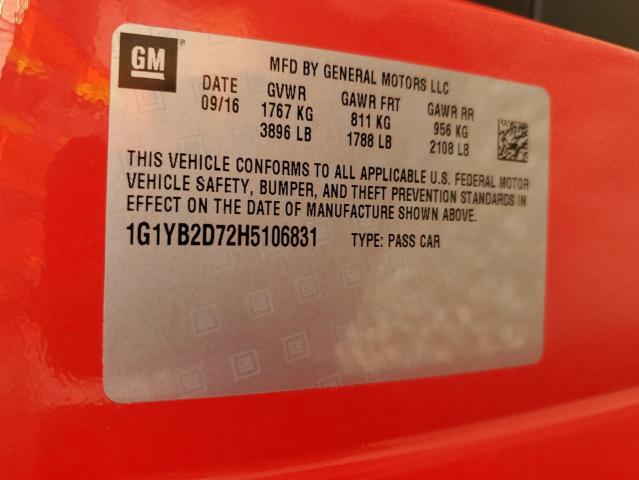 GM
®
MFD BY GENERAL MOTORS LLC
DATE GVWR GAWR FRT GAWR RR
09/16 1767 KG 811 KG 956 KG
3896 LB 1788 LB 2108 LB
THIS VEHICLE CONFORMS TO ALL APPLICABLE U.S. FEDERAL MOTOR
VEHICLE SAFETY, BUMPER, AND THEFT PREVENTION STANDARDS IN
EFFECT ON THE DATE OF MANUFACTURE SHOWN ABOVE.
1G1YB2D72H5106831 TYPE: PASS CAR